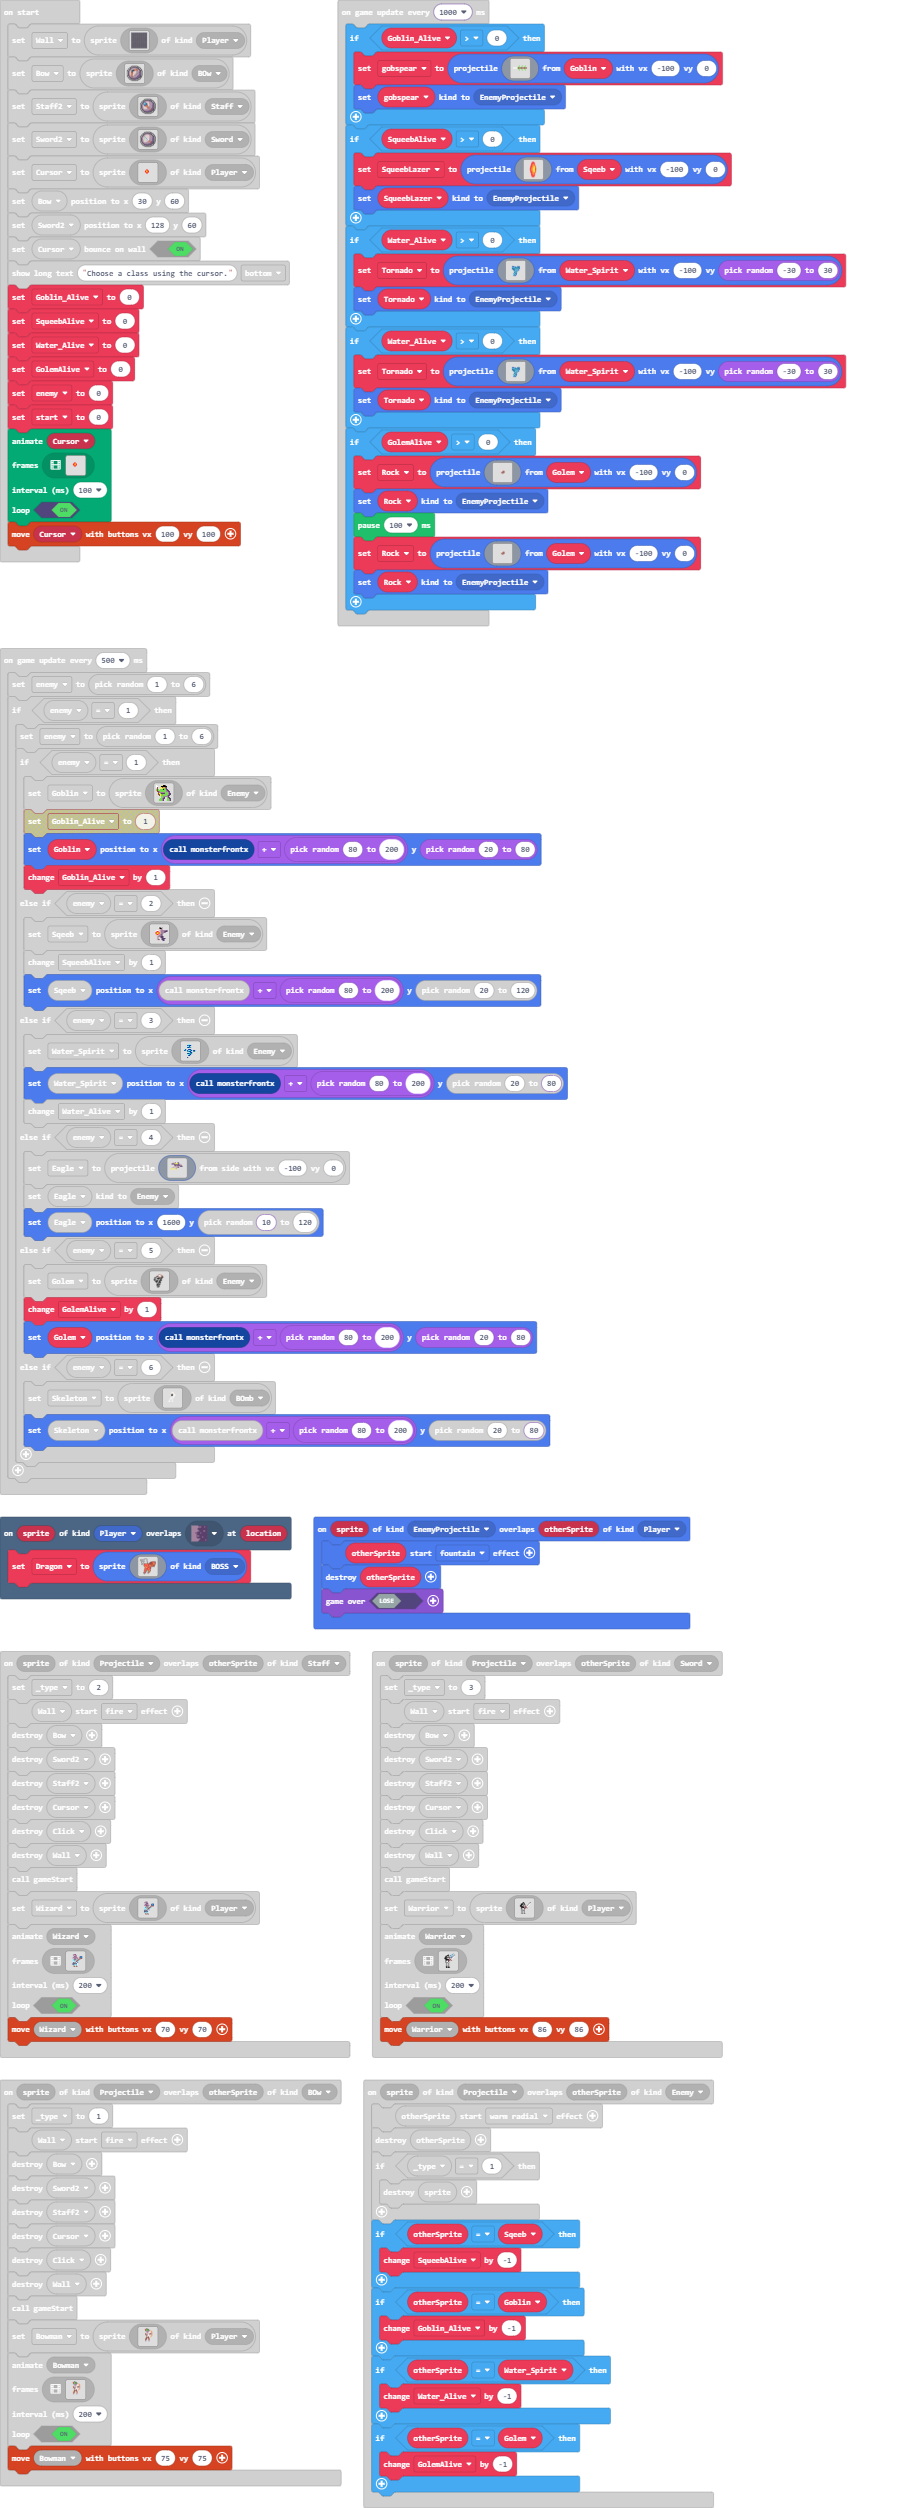 on start
set Wall to sprite of kind Player
set Bow to sprite of kind BOw
set Staff2 to sprite of kind Staff
set Sword2 to sprite of kind Sword
set Cursor to sprite of kind Player
set Bow position to x 30 y 60
set Sword2 position to x 128 y 60
set Cursor bounce on wall ON
show long text "Choose a class using the cursor." bottom
set Goblin_Alive to 0
set SqueebAlive to 0
set Water_Alive to 0
set GolemAlive to 0
set enemy to 0
set start to 0
animate Cursor
frames
interval (ms) 100
loop ON
move Cursor with buttons vx 100 vy 100
on game update every 1000 ms
if Goblin_Alive > 0 then
set gobspear to projectile from Goblin with vx -100 vy 0
set gobspear kind to EnemyProjectile
if SqueebAlive > 0 then
set SqueebLazer to projectile from Sqeeb with vx -100 vy 0
set SqueebLazer kind to EnemyProjectile
if Water_Alive > 0 then
set Tornado to projectile from Water_Spirit with vx -100 vy pick random -30 to 30
set Tornado kind to EnemyProjectile
if Water_Alive > 0 then
set Tornado to projectile from Water_Spirit with vx -100 vy pick random -30 to 30
set Tornado kind to EnemyProjectile
if GolemAlive > 0 then
set Rock to projectile from Golem with vx -100 vy 0
set Rock kind to EnemyProjectile
pause 100 ms
set Rock to projectile from Golem with vx -100 vy 0
set Rock kind to EnemyProjectile
on game update every 500 ms
set enemy to pick random 1 to 6
if enemy = 1 then
set enemy to pick random 1 to 6
if enemy = 1 then
set Goblin to sprite of kind Enemy
set Goblin_Alive to 1
set Goblin position to x call monsterfrontx + pick random 80 to 200 y pick random 20 to 80
change Goblin_Alive by 1
else if enemy = 2 then
set Sqeeb to sprite of kind Enemy
change SqueebAlive by 1
set Sqeeb position to x call monsterfrontx + pick random 80 to 200 y pick random 20 to 120
else if enemy = 3 then
set Water_Spirit to sprite of kind Enemy
set Water_Spirit position to x call monsterfrontx + pick random 80 to 200 y pick random 20 to 80
change Water_Alive by 1
else if enemy = 4 then
set Eagle to projectile from side with vx -100 vy 0
set Eagle kind to Enemy
set Eagle position to x 1600 y pick random 10 to 120
else if enemy = 5 then
set Golem to sprite of kind Enemy
change GolemAlive by 1
set Golem position to x call monsterfrontx + pick random 80 to 200 y pick random 20 to 80
else if enemy = 6 then
set Skeleton to sprite of kind BOmb
set Skeleton position to x call monsterfrontx + pick random 80 to 200 y pick random 20 to 80
on sprite of kind Player overlaps at location
set Dragon to sprite of kind BOSS
on sprite of kind EnemyProjectile overlaps otherSprite of kind Player
otherSprite start fountain effect
destroy otherSprite
game over LOSE
on sprite of kind Projectile overlaps otherSprite of kind Staff
set _type to 2
Wall start fire effect
destroy Bow
destroy Sword2
destroy Staff2
destroy Cursor
destroy Click
destroy Wall
call gameStart
set Wizard to sprite of kind Player
animate Wizard
frames
interval (ms) 200
loop ON
move Wizard with buttons vx 70 vy 70
on sprite of kind Projectile overlaps otherSprite of kind Sword
set _type to 3
Wall start fire effect
destroy Bow
destroy Sword2
destroy Staff2
destroy Cursor
destroy Click
destroy Wall
call gameStart
set Warrior to sprite of kind Player
animate Warrior
frames
interval (ms) 200
loop ON
move Warrior with buttons vx 86 vy 86
on sprite of kind Projectile overlaps otherSprite of kind BOw
set _type to 1
Wall start fire effect
destroy Bow
destroy Sword2
destroy Staff2
destroy Cursor
destroy Click
destroy Wall
call gameStart
set Bowman to sprite of kind Player
animate Bowman
frames
interval (ms) 200
loop ON
move Bowman with buttons vx 75 vy 75
on sprite of kind Projectile overlaps otherSprite of kind Enemy
otherSprite start warm radial effect
destroy otherSprite
if _type = 1 then
destroy sprite
if otherSprite = Sqeeb then
change SqueebAlive by -1
if otherSprite = Goblin then
change Goblin_Alive by -1
if otherSprite = Water_Spirit then
change Water_Alive by -1
if otherSprite = Golem then
change GolemAlive by -1